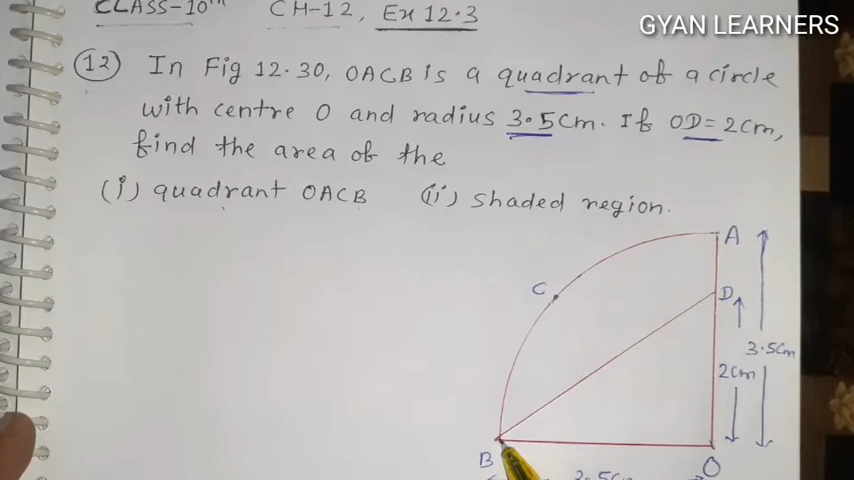 CLASS-10th CH-12, Ex 12.3
GYAN LEARNERS
(12) In Fig 12.30, OACB is a quadrant of a circle
with centre O and radius 3.5cm. If OD=2cm,
find the area of the
(i) quadrant OACB (ii) shaded region.
A
C
D
3.5cm
2cm
B
O
3.5cm